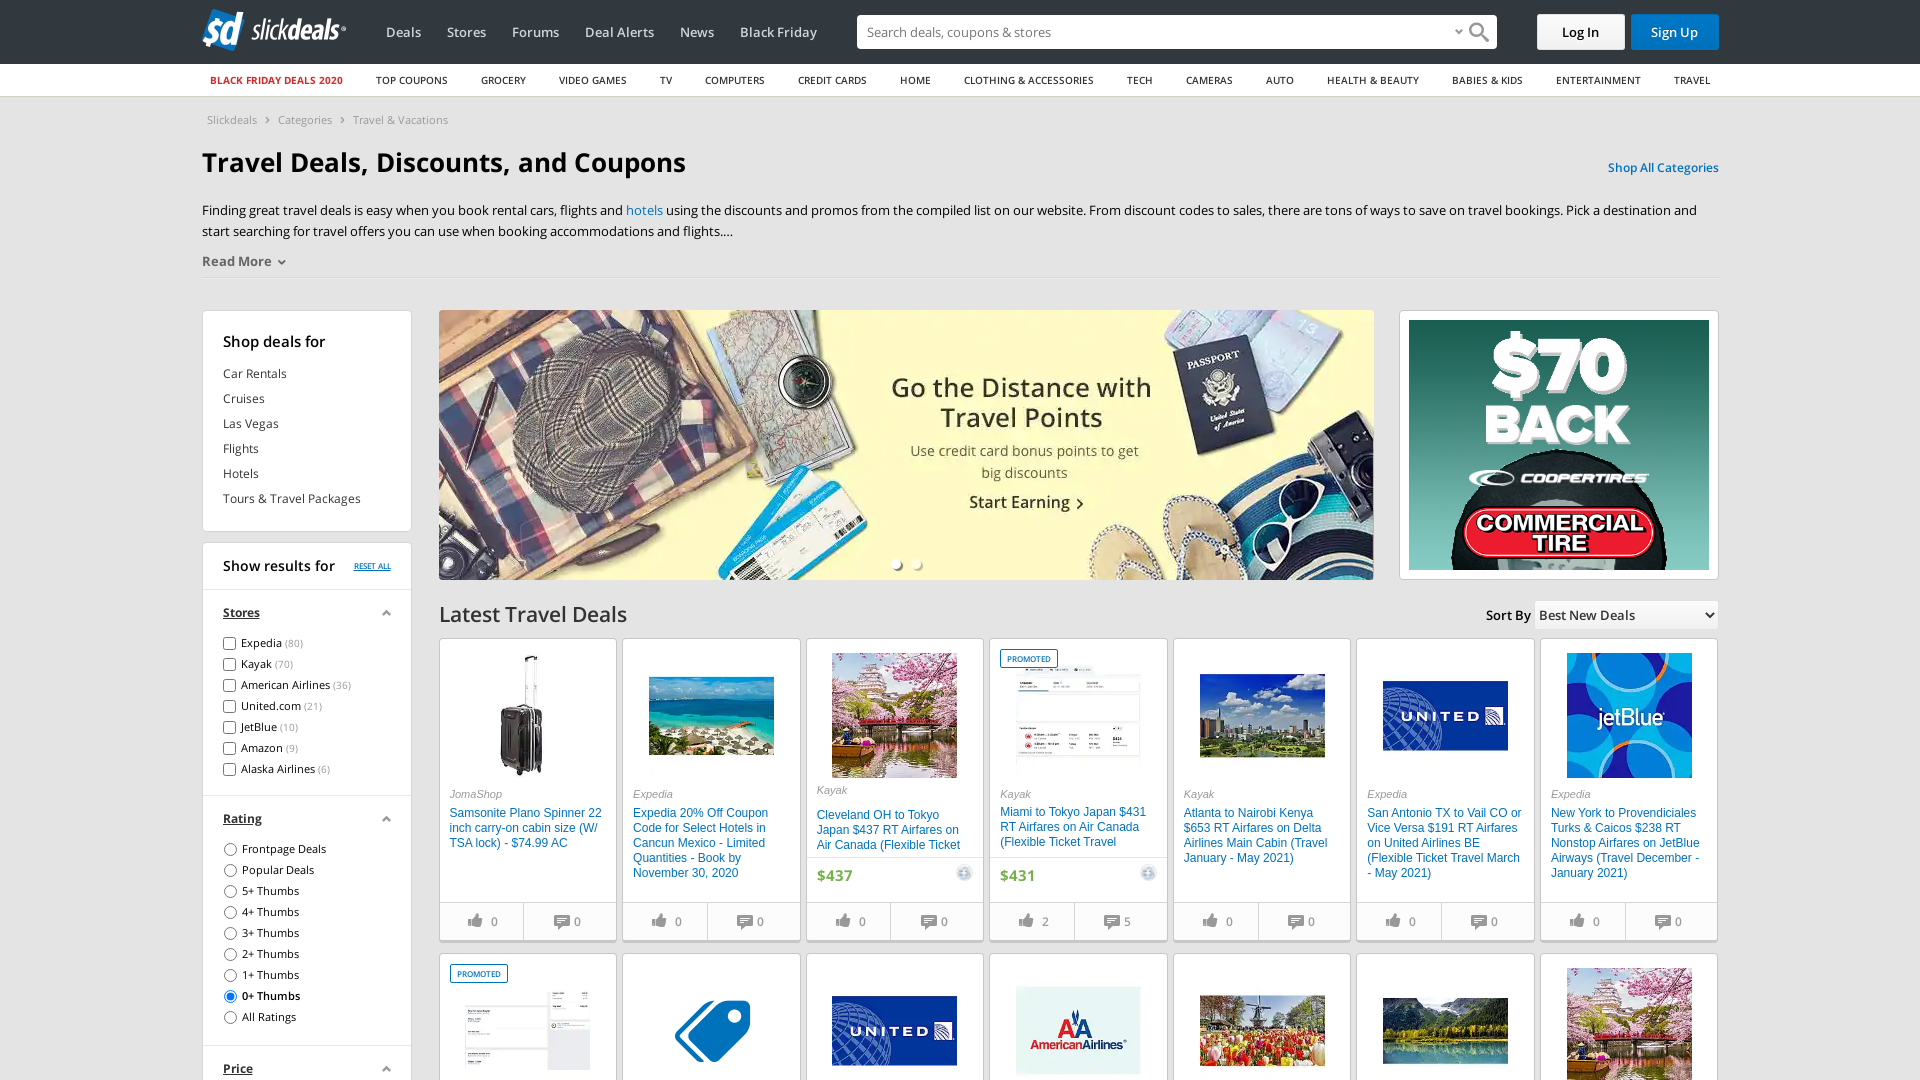 slickdeals
Deals
Stores
Forums
Deal Alerts
News
Black Friday
Search deals, coupons & stores
Log In
Sign Up
BLACK FRIDAY DEALS 2020
TOP COUPONS
GROCERY
VIDEO GAMES
TV
COMPUTERS
CREDIT CARDS
HOME
CLOTHING & ACCESSORIES
TECH
CAMERAS
AUTO
HEALTH & BEAUTY
BABIES & KIDS
ENTERTAINMENT
TRAVEL
Slickdeals > Categories > Travel & Vacations
Travel Deals, Discounts, and Coupons
Shop All Categories
Finding great travel deals is easy when you book rental cars, flights and hotels using the discounts and promos from the compiled list on our website. From discount codes to sales, there are tons of ways to save on travel bookings. Pick a destination and
start searching for travel offers you can use when booking accommodations and flights....
Read More
Shop deals for
Car Rentals
Cruises
Las Vegas
Flights
Hotels
Tours & Travel Packages
Show results for
RESET ALL
Stores
Expedia (80)
Kayak (70)
American Airlines (36)
United.com (21)
JetBlue (10)
Amazon (9)
Alaska Airlines (6)
Rating
Frontpage Deals
Popular Deals
5+ Thumbs
4+ Thumbs
3+ Thumbs
2+ Thumbs
1+ Thumbs
0+ Thumbs
All Ratings
Price
Go the Distance with
Travel Points
Use credit card bonus points to get
big discounts
Start Earning >
PASSPORT
United States
of America
$70
BACK
COOPERTIRES
COMMERCIAL
TIRE
Latest Travel Deals
Sort By Best New Deals
JomaShop
Samsonite Plano Spinner 22
inch carry-on cabin size (W/
TSA lock) - $74.99 AC
0
0
Expedia
Expedia 20% Off Coupon
Code for Select Hotels in
Cancun Mexico - Limited
Quantities - Book by
November 30, 2020
0
0
Kayak
Cleveland OH to Tokyo
Japan $437 RT Airfares on
Air Canada (Flexible Ticket
$437
0
0
PROMOTED
Kayak
Miami to Tokyo Japan $431
RT Airfares on Air Canada
(Flexible Ticket Travel
$431
2
5
Kayak
Atlanta to Nairobi Kenya
$653 RT Airfares on Delta
Airlines Main Cabin (Travel
January - May 2021)
0
0
UNITED
Expedia
San Antonio TX to Vail CO or
Vice Versa $191 RT Airfares
on United Airlines BE
(Flexible Ticket Travel March
- May 2021)
0
0
jetBlue
Expedia
New York to Provendiciales
Turks & Caicos $238 RT
Nonstop Airfares on JetBlue
Airways (Travel December -
January 2021)
0
0
PROMOTED
UNITED
AA
AmericanAirlines